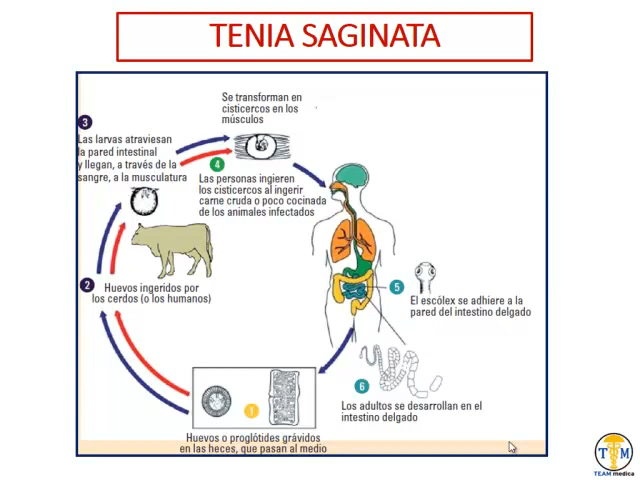 TENIA SAGINATA
Se transforman en
cisticercos en los
músculos
3
Las larvas atraviesan
la pared intestinal
y llegan, a través de la
sangre, a la musculatura
4
Las personas ingieren
los cisticercos al ingerir
carne cruda o poco cocinada
de los animales infectados
2
Huevos ingeridos por
los cerdos (o los humanos)
5
El escólex se adhiere a la
pared del intestino delgado
6
Los adultos se desarrollan en el
intestino delgado
1
Huevos o proglótides grávidos
en las heces, que pasan al medio
T M
TEAM medica